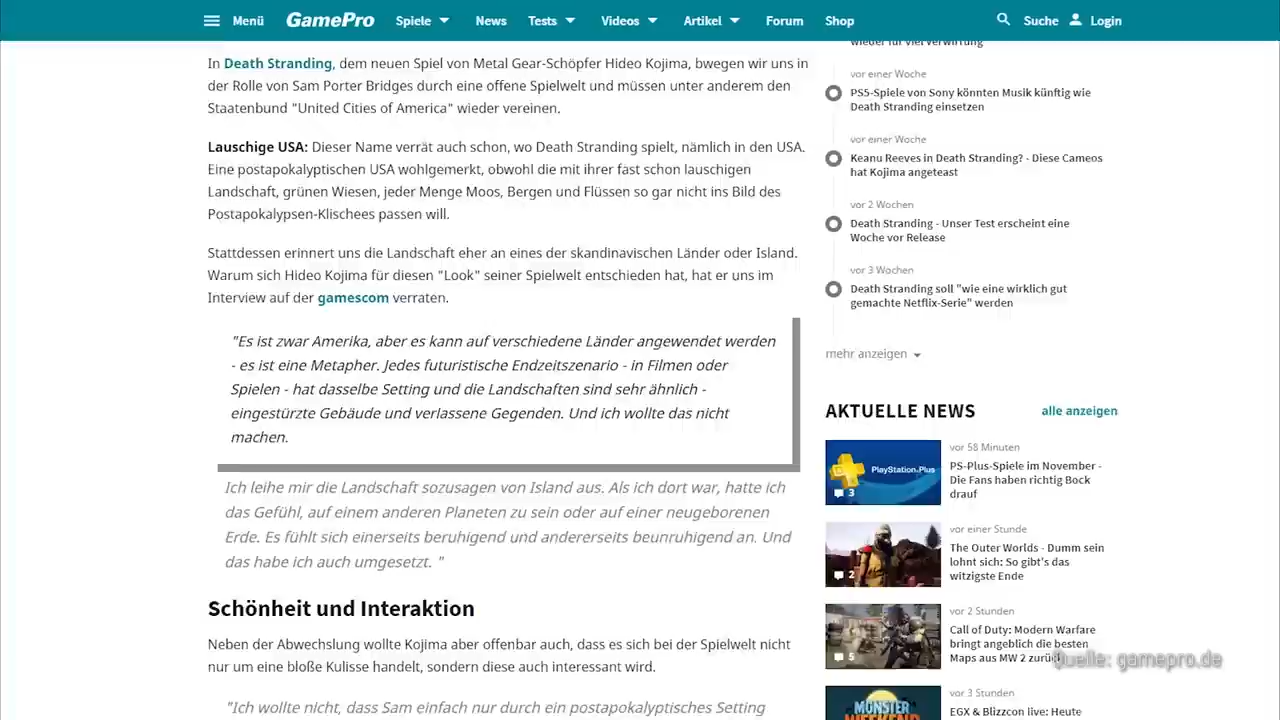 Menü
GamePro
Spiele
News
Tests
Videos
Artikel
Forum
Shop
Suche
Login
In Death Stranding, dem neuen Spiel von Metal Gear-Schöpfer Hideo Kojima, bwegen wir uns in
der Rolle von Sam Porter Bridges durch eine offene Spielwelt und müssen unter anderem den
Staatenbund "United Cities of America" wieder vereinen.
Lauschige USA: Dieser Name verrät auch schon, wo Death Stranding spielt, nämlich in den USA.
Eine postapokalyptischen USA wohlgemerkt, obwohl die mit ihrer fast schon lauschigen
Landschaft, grünen Wiesen, jeder Menge Moos, Bergen und Flüssen so gar nicht ins Bild des
Postapokalypsen-Klischees passen will.
Stattdessen erinnert uns die Landschaft eher an eines der skandinavischen Länder oder Island.
Warum sich Hideo Kojima für diesen "Look" seiner Spielwelt entschieden hat, hat er uns im
Interview auf der gamescom verraten.
"Es ist zwar Amerika, aber es kann auf verschiedene Länder angewendet werden
- es ist eine Metapher. Jedes futuristische Endzeitszenario - in Filmen oder
Spielen - hat dasselbe Setting und die Landschaften sind sehr ähnlich -
eingestürzte Gebäude und verlassene Gegenden. Und ich wollte das nicht
machen.
Ich leihe mir die Landschaft sozusagen von Island aus. Als ich dort war, hatte ich
das Gefühl, auf einem anderen Planeten zu sein oder auf einer neugeborenen
Erde. Es fühlt sich einerseits beruhigend und andererseits beunruhigend an. Und
das habe ich auch umgesetzt. "
Schönheit und Interaktion
Neben der Abwechslung wollte Kojima aber offenbar auch, dass es sich bei der Spielwelt nicht
nur um eine bloße Kulisse handelt, sondern diese auch interessant wird.
"Ich wollte nicht, dass Sam einfach nur durch ein postapokalyptisches Setting
wieder für viel Verwirrung
vor einer Woche
PS5-Spiele von Sony könnten Musik künftig wie
Death Stranding einsetzen
vor einer Woche
Keanu Reeves in Death Stranding? - Diese Cameos
hat Kojima angeteast
vor 2 Wochen
Death Stranding - Unser Test erscheint eine
Woche vor Release
vor 3 Wochen
Death Stranding soll "wie eine wirklich gut
gemachte Netflix-Serie" werden
mehr anzeigen
AKTUELLE NEWS
alle anzeigen
PlayStation.Plus
3
vor 58 Minuten
PS-Plus-Spiele im November -
Die Fans haben richtig Bock
drauf
2
vor einer Stunde
The Outer Worlds - Dumm sein
lohnt sich: So gibt's das
witzigste Ende
5
vor 2 Stunden
Call of Duty: Modern Warfare
bringt angeblich die besten
Maps aus MW 2 zurück
Quelle: gamepro.de
MONSTER
WEEKEND
vor 3 Stunden
EGX & Blizzcon live: Heute